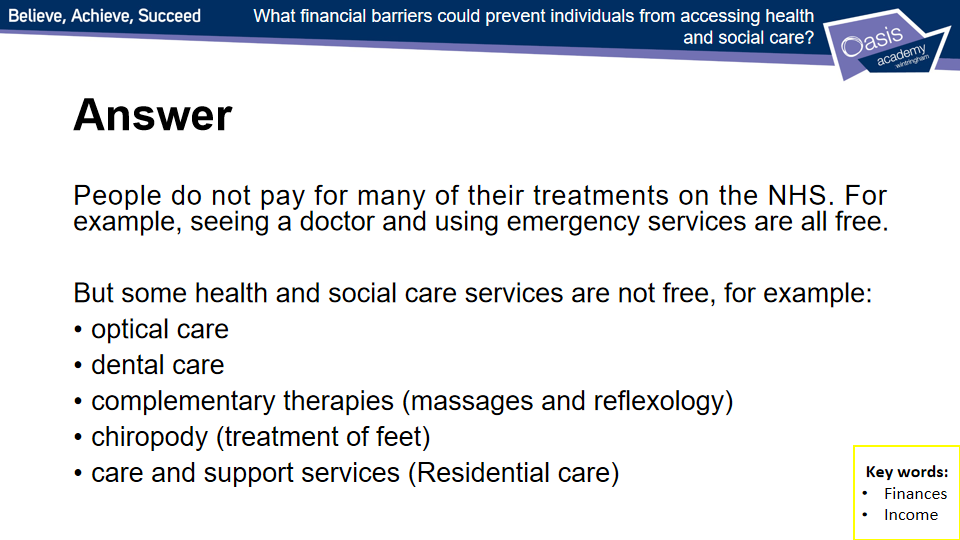 Believe, Achieve, Succeed
What financial barriers could prevent individuals from accessing health
and social care?
Oasis
academy
wintringham
Answer
People do not pay for many of their treatments on the NHS. For
example, seeing a doctor and using emergency services are all free.
But some health and social care services are not free, for example:
• optical care
• dental care
• complementary therapies (massages and reflexology)
• chiropody (treatment of feet)
• care and support services (Residential care)
Key words:
• Finances
• Income